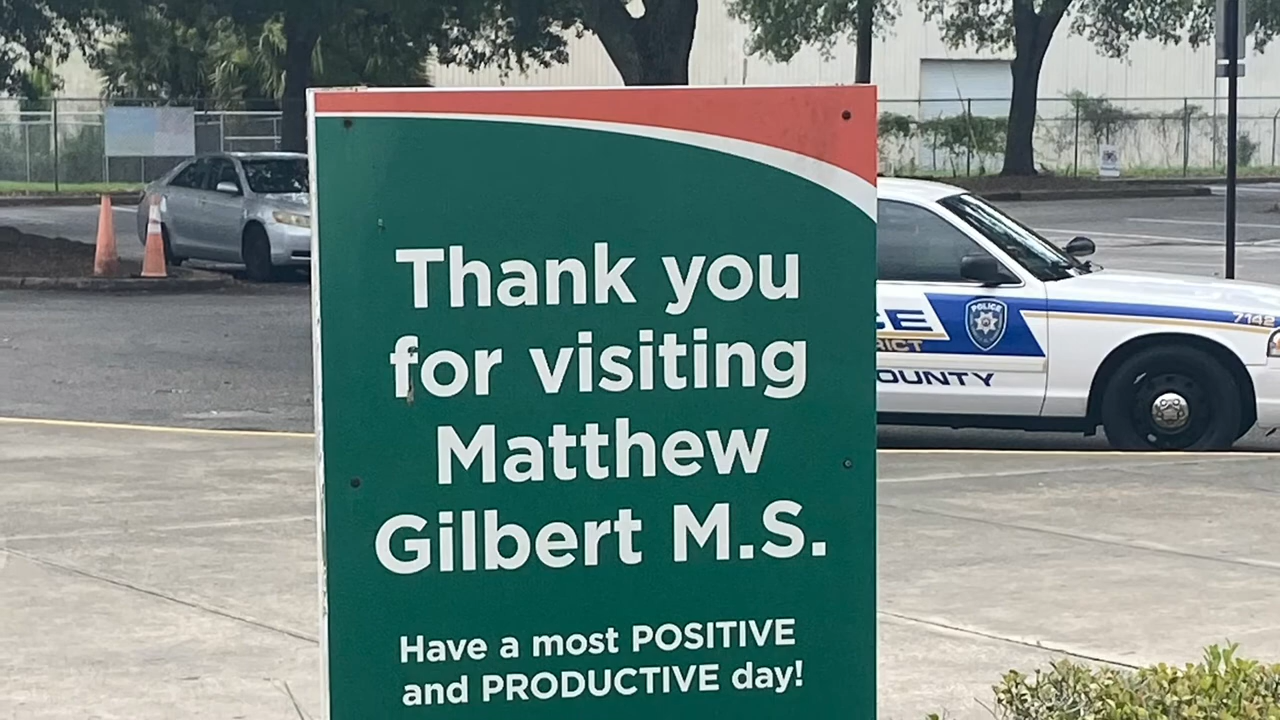 Thank you
for visiting
Matthew
Gilbert M.S.
Have a most POSITIVE
and PRODUCTIVE day!
CE
RICT
OUNTY
POLICE
7142